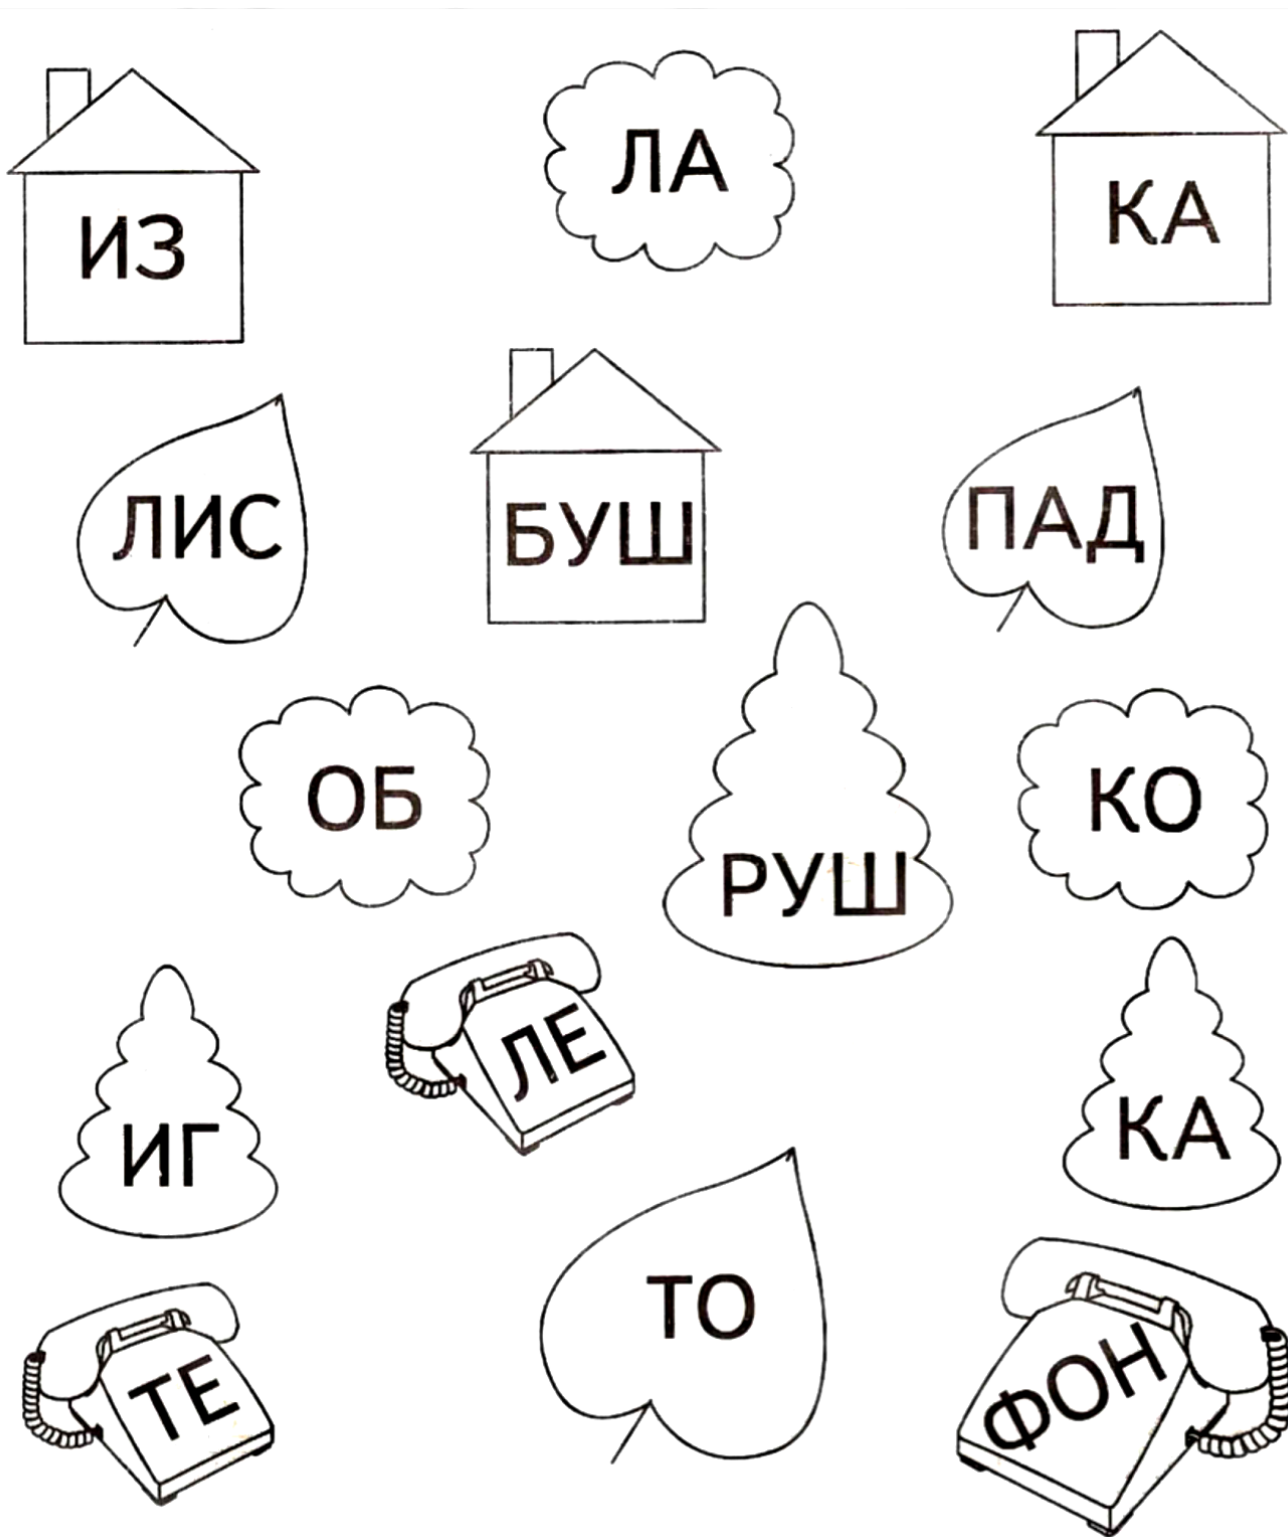 ИЗ
ЛА
КА
ЛИС
БУШ
ПАД
ОБ
РУШ
КО
ЛЕ
ИГ
КА
ТО
ТЕ
ФОН